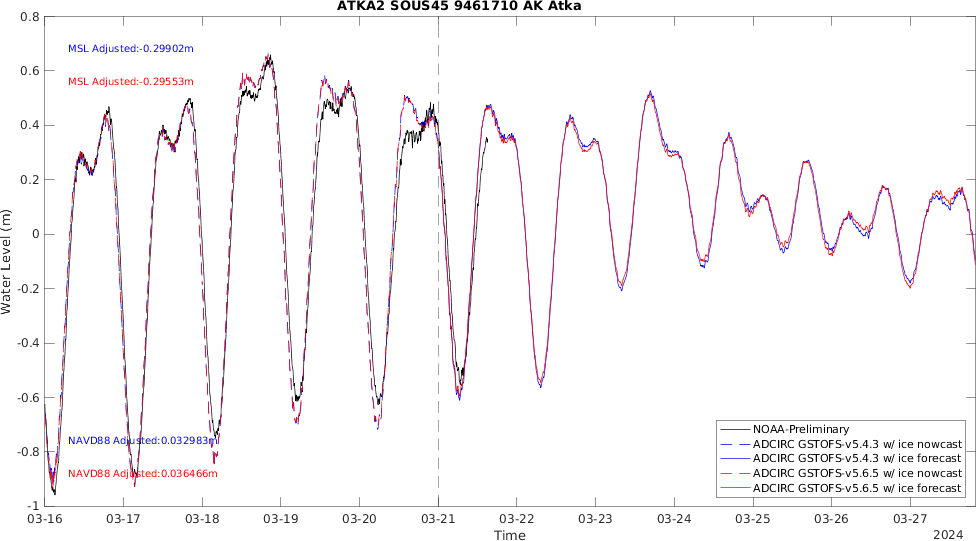 ATKA2 SOUS45 9461710 AK Atka
0.8
0.6
0.4
0.2
0
-0.2
-0.4
-0.6
-0.8
-1
Water Level (m)
MSL Adjusted:-0.29902m
MSL Adjusted:-0.29553m
NAVD88 Adjusted:0.032983m
NAVD88 Adjusted:0.036466m
NOAA-Preliminary
ADCIRC GSTOFS-v5.4.3 w/ ice nowcast
ADCIRC GSTOFS-v5.4.3 w/ ice forecast
ADCIRC GSTOFS-v5.6.5 w/ ice nowcast
ADCIRC GSTOFS-v5.6.5 w/ ice forecast
03-16 03-17 03-18 03-19 03-20 03-21 03-22 03-23 03-24 03-25 03-26 03-27
Time
2024